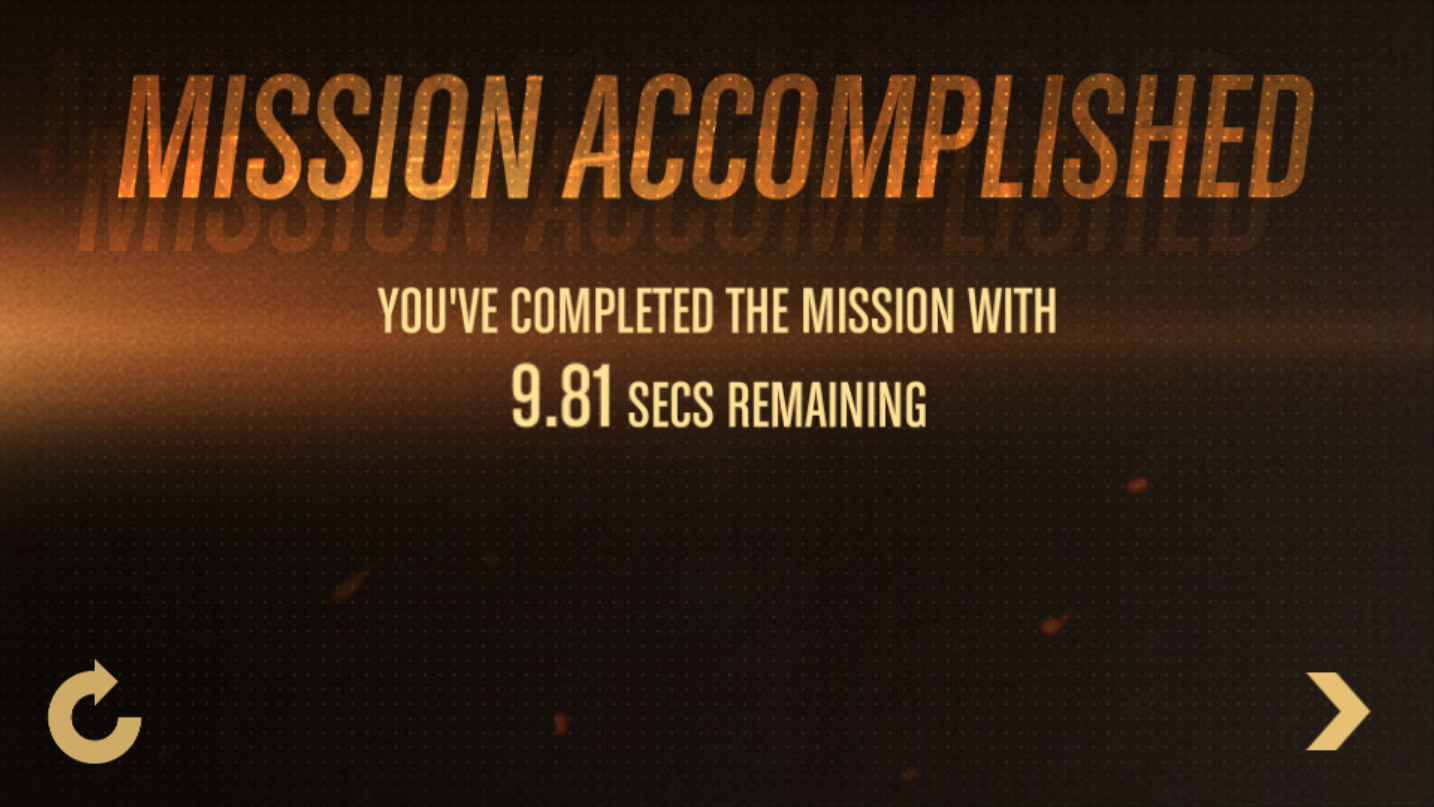 MISSION ACCOMPLISHED
YOU'VE COMPLETED THE MISSION WITH
9.81 SECS REMAINING